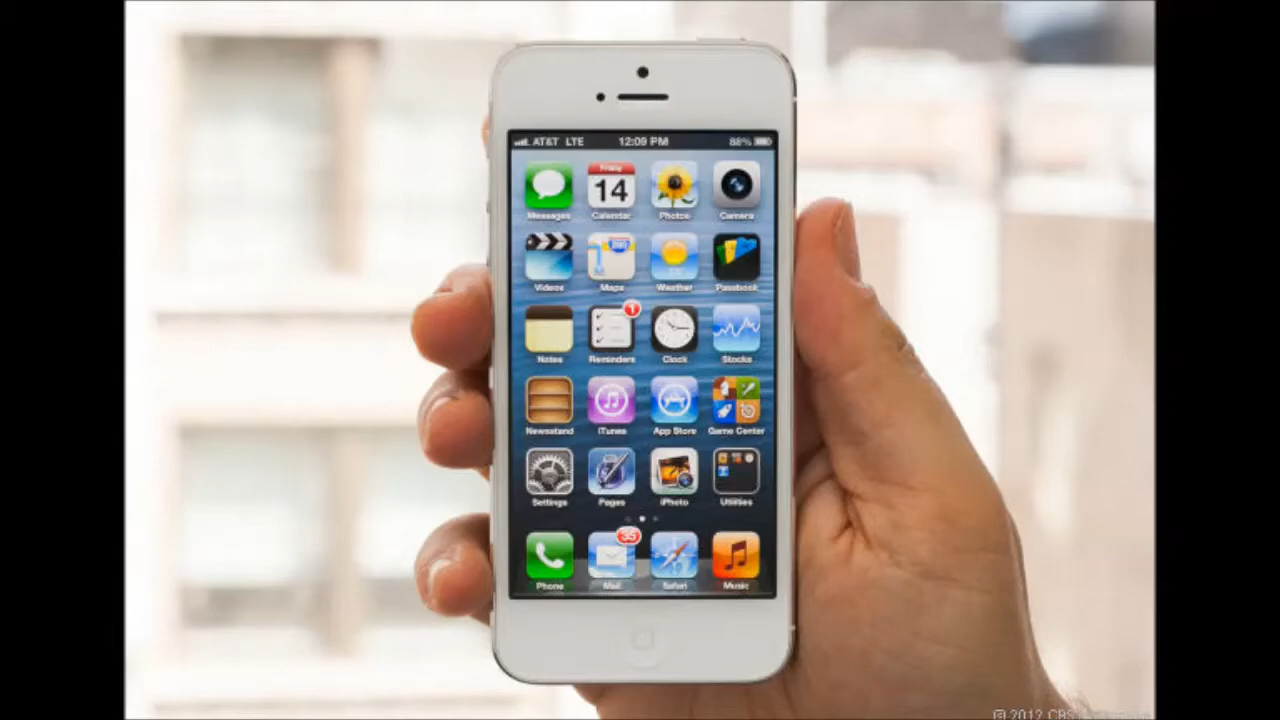 AT&T LTE 12:09 PM 88%
Friday
14
Messages Calendar Photos Camera
280
Videos Maps Weather Passbook
1
Notes Reminders Clock Stocks
Newsstand iTunes App Store Game Center
Settings Pages iPhoto Utilities
35
Phone Mail Safari Music
© 2012 CBS